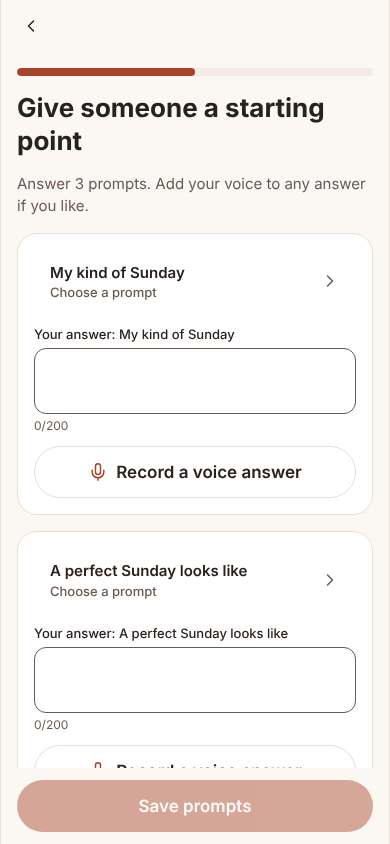 Give someone a starting
point
Answer 3 prompts. Add your voice to any answer
if you like.
My kind of Sunday
Choose a prompt
Your answer: My kind of Sunday
0/200
Record a voice answer
A perfect Sunday looks like
Choose a prompt
Your answer: A perfect Sunday looks like
0/200
Save prompts